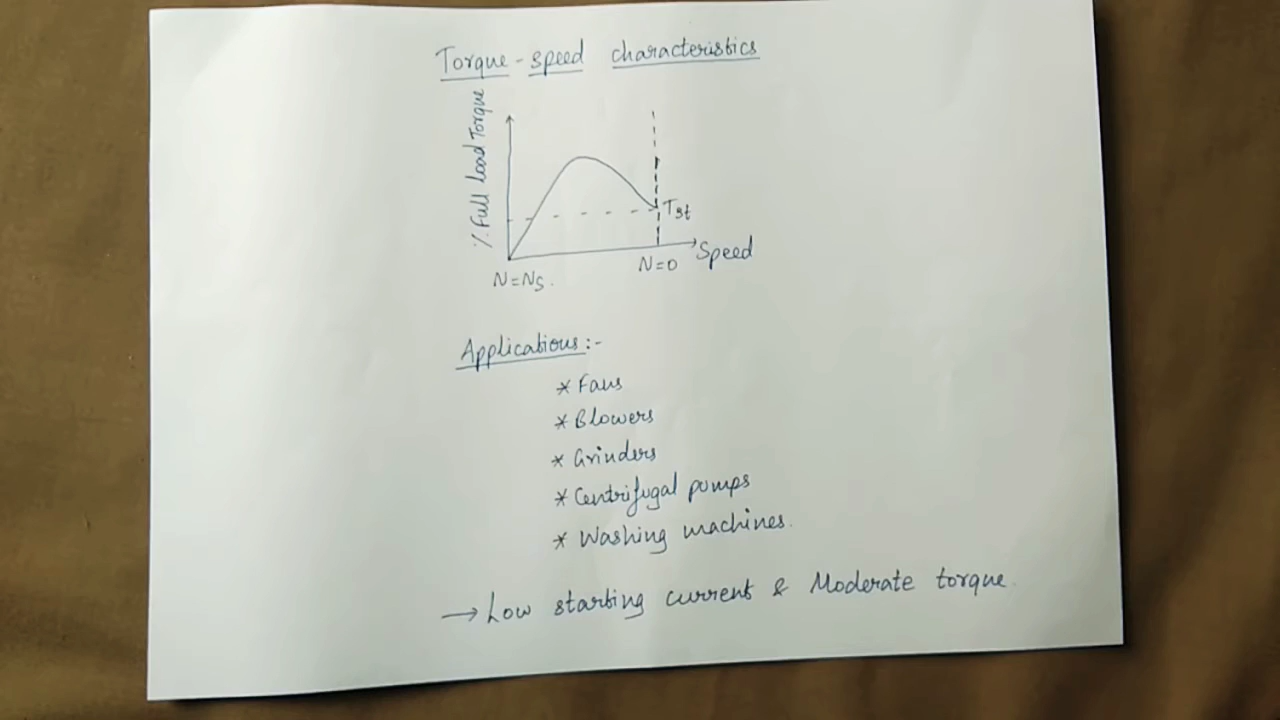 Torque-speed characteristics
% Full load Torque
Tst
Speed
N=Ns.
N=0
Applications:-
* Fans
* Blowers
* Grinders
* Centrifugal pumps
* Washing machines.
→ Low starting current & Moderate torque.